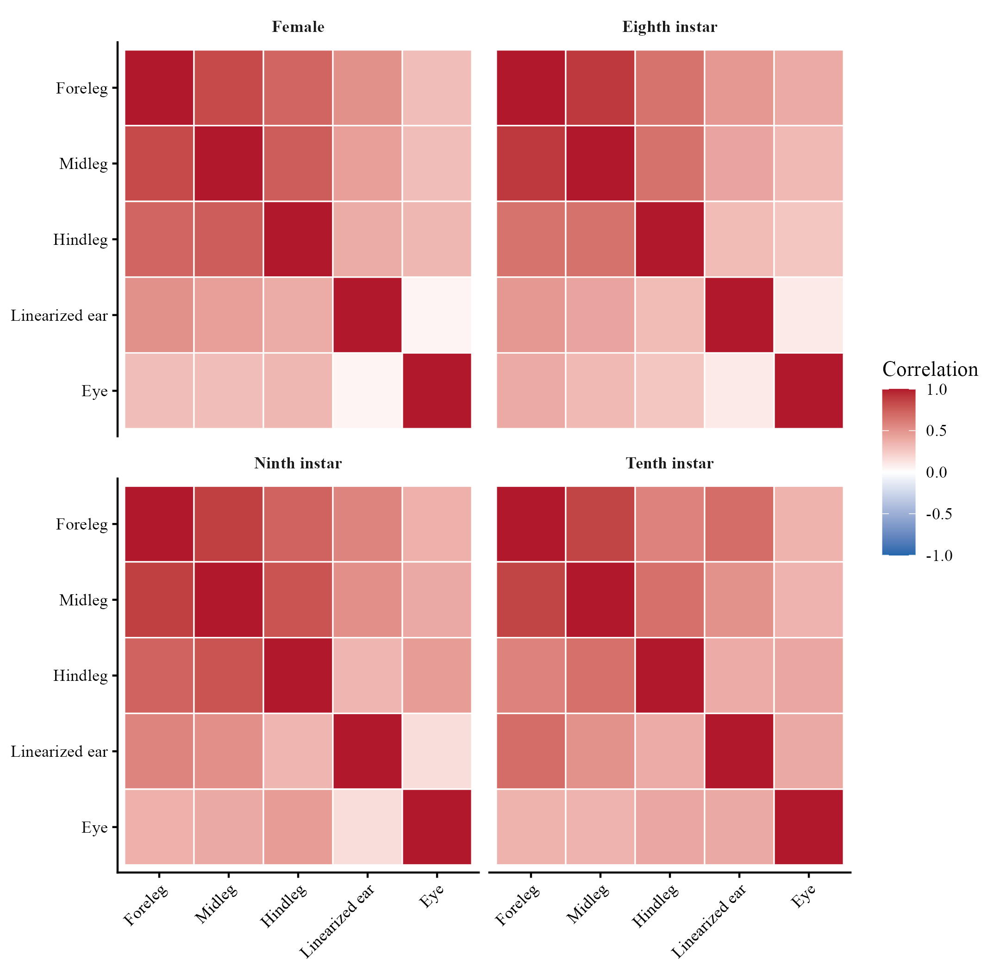 Female
Eighth instar
Foreleg
Midleg
Hindleg
Linearized ear
Eye
Ninth instar
Tenth instar
Foreleg
Midleg
Hindleg
Linearized ear
Eye
Foreleg
Midleg
Hindleg
Linearized ear
Eye
Foreleg
Midleg
Hindleg
Linearized ear
Eye
Correlation
1.0
0.5
0.0
-0.5
-1.0